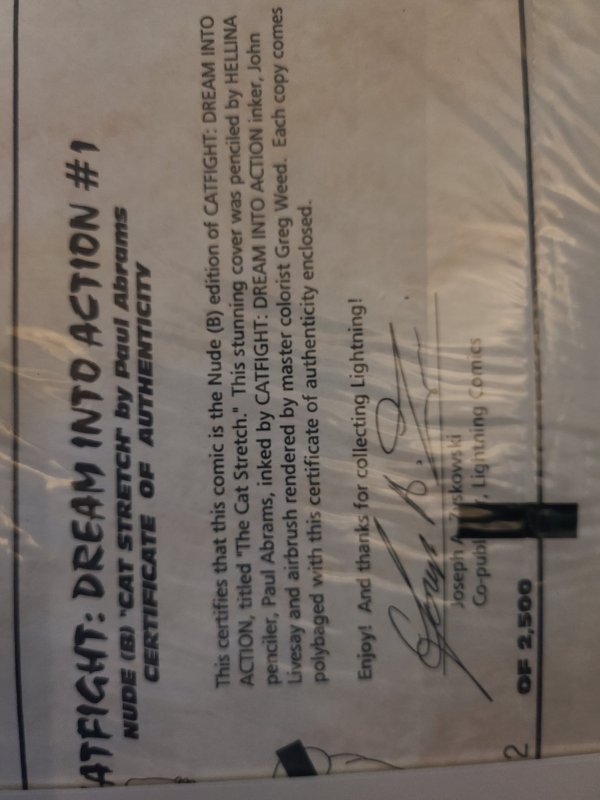 ATFIGHT: DREAM INTO ACTION #1
NUDE (B) "CAT STRETCH" by Paul Abrams
CERTIFICATE OF AUTHENTICITY
This certifies that this comic is the Nude (B) edition of CATFIGHT: DREAM INTO
ACTION, titled "The Cat Stretch." This stunning cover was penciled by HELLINA
penciler, Paul Abrams, inked by CATFIGHT: DREAM INTO ACTION inker, John
Livesay and airbrush rendered by master colorist Greg Weed. Each copy comes
polybaged with this certificate of authenticity enclosed.
Enjoy! And thanks for collecting Lightning!
Joseph A. Zyskowski
Lightning Comics
2 OF 2,500